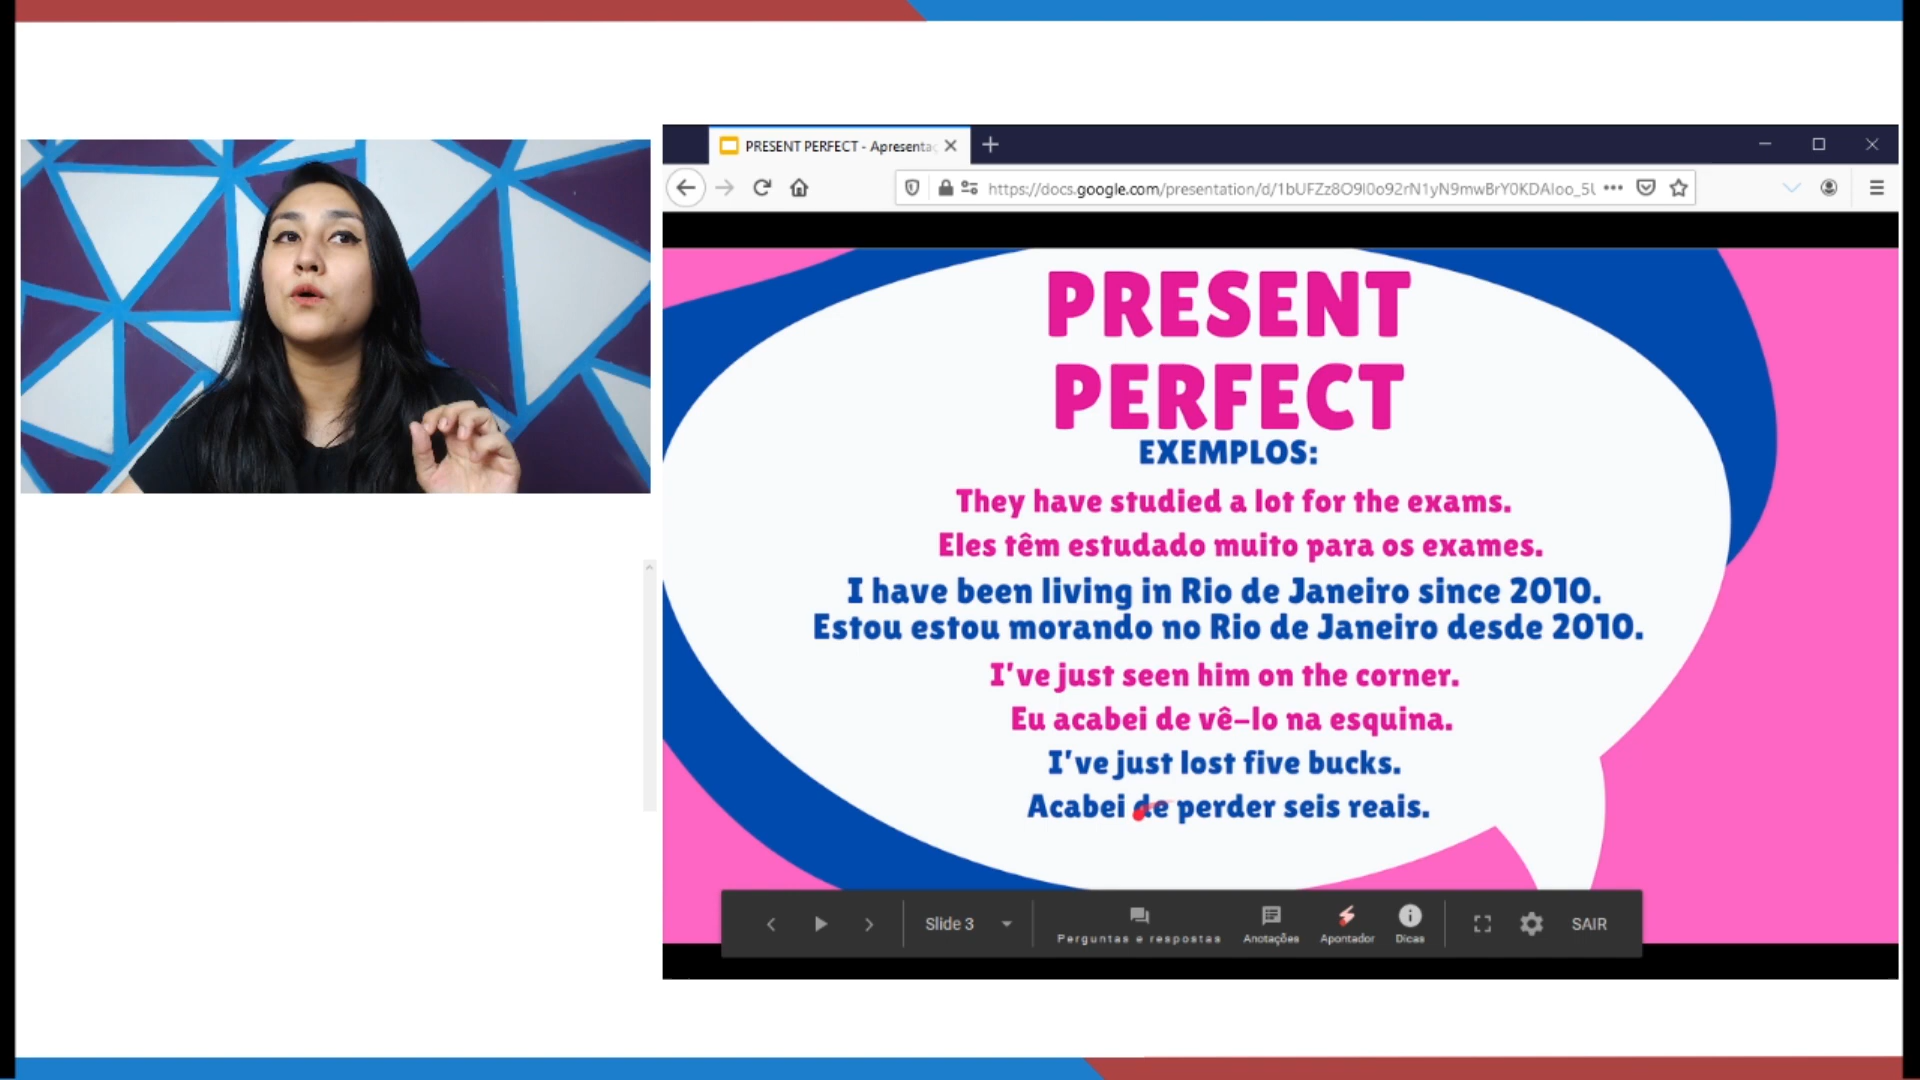 PRESENT PERFECT - Apresentaç
https://docs.google.com/presentation/d/1bUFZz8O9I0o92rN1yN9mwBrY0KDAIoo_5U
PRESENT
PERFECT
EXEMPLOS:
They have studied a lot for the exams.
Eles têm estudado muito para os exames.
I have been living in Rio de Janeiro since 2010.
Estou estou morando no Rio de Janeiro desde 2010.
I've just seen him on the corner.
Eu acabei de vê-lo na esquina.
I've just lost five bucks.
Acabei de perder seis reais.
Slide 3
Perguntas e respostas
Anotações
Apontador
Dicas
SAIR